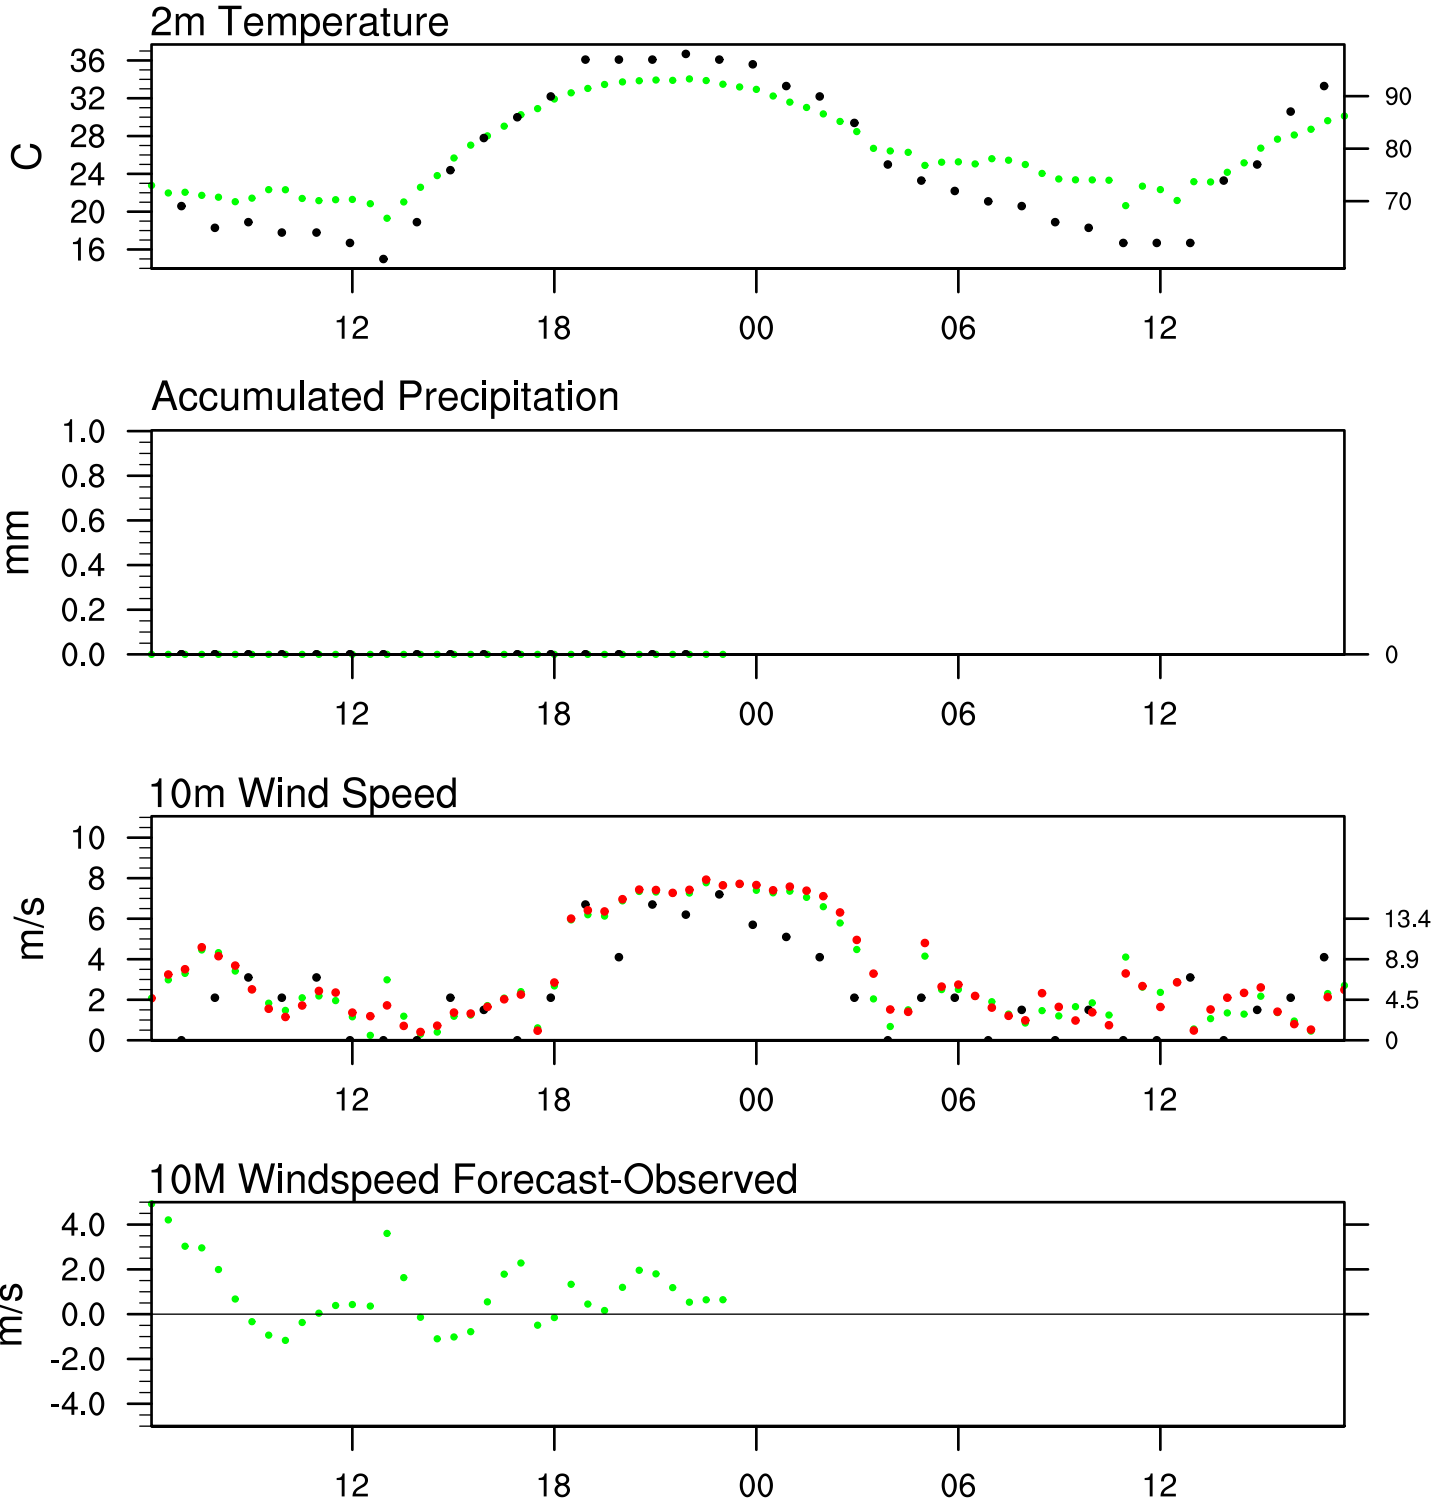 2m Temperature
36
32
28
24
20
16
C
90
80
70
12 18 00 06 12
Accumulated Precipitation
1.0
0.8
0.6
0.4
0.2
0.0
mm
0
12 18 00 06 12
10m Wind Speed
10
8
6
4
2
0
m/s
13.4
8.9
4.5
0
12 18 00 06 12
10M Windspeed Forecast-Observed
4.0
2.0
0.0
-2.0
-4.0
m/s
12 18 00 06 12